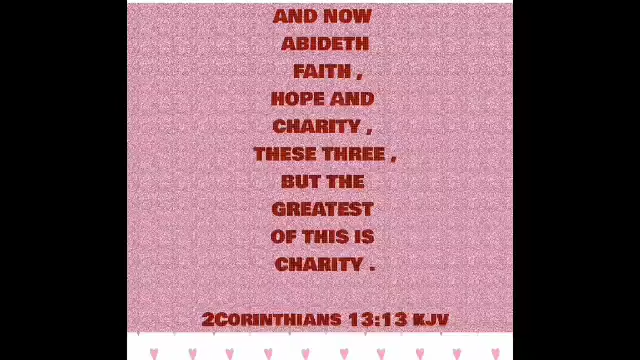 AND NOW
ABIDETH
FAITH ,
HOPE AND
CHARITY ,
THESE THREE ,
BUT THE
GREATEST
OF THIS IS
CHARITY .
2CORINTHIANS 13:13 KJV